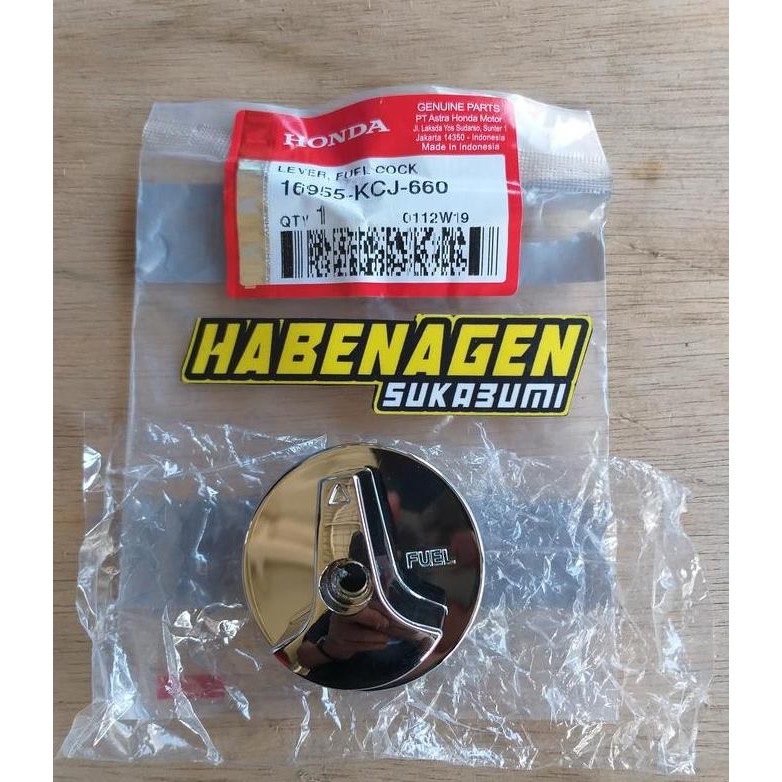 HONDA
GENUINE PARTS
PT Astra Honda Motor
Jl. Laksda Yos Sudarso, Sunter 1
Jakarta 14350 - Indonesia
Made in Indonesia
LEVER, FUEL COCK
16955-KCJ-660
QTY 1 0112W19
HABENAGEN
SUKABUMI
FUEL